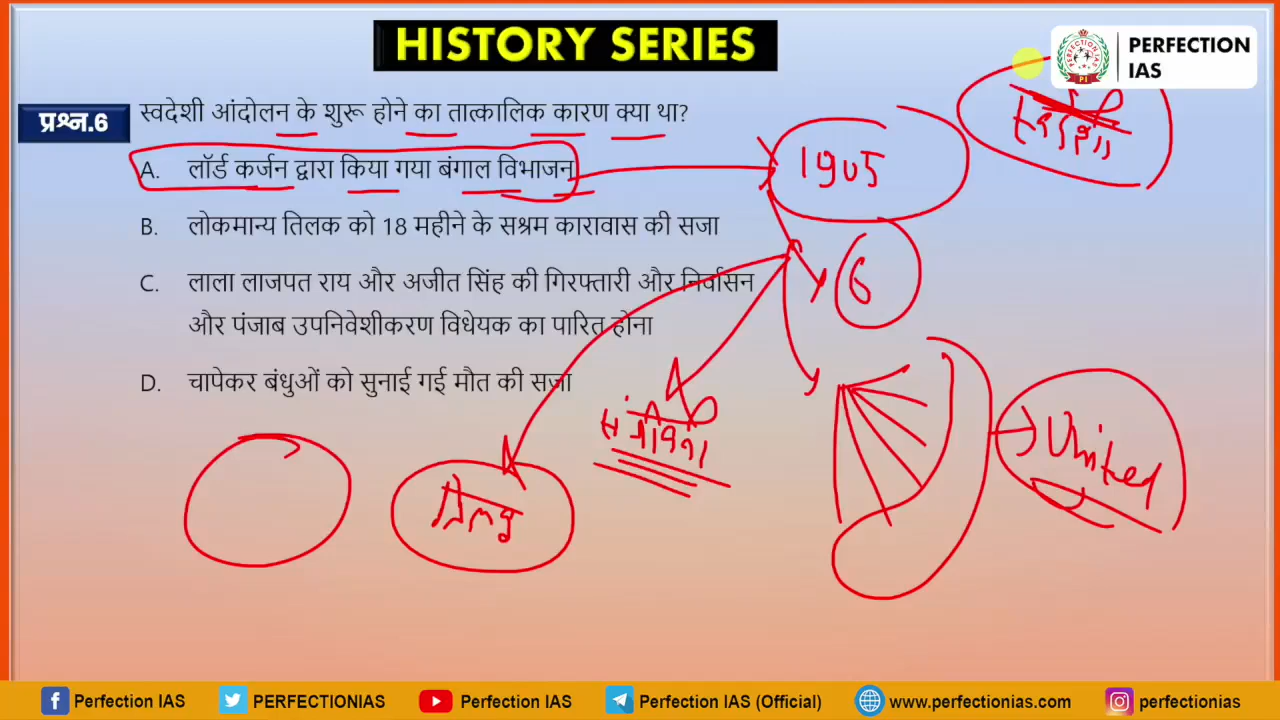 HISTORY SERIES
PERFECTION
IAS
प्रश्न.6
स्वदेशी आंदोलन के शुरू होने का तात्कालिक कारण क्या था?
A. लॉर्ड कर्जन द्वारा किया गया बंगाल विभाजन
B. लोकमान्य तिलक को 18 महीने के सश्रम कारावास की सजा
C. लाला लाजपत राय और अजीत सिंह की गिरफ्तारी और निर्वासन
और पंजाब उपनिवेशीकरण विधेयक का पारित होना
D. चापेकर बंधुओं को सुनाई गई मौत की सजा
1905
6
United
Perfection IAS
PERFECTIONIAS
Perfection IAS
Perfection IAS (Official)
www.perfectionias.com
perfectionias